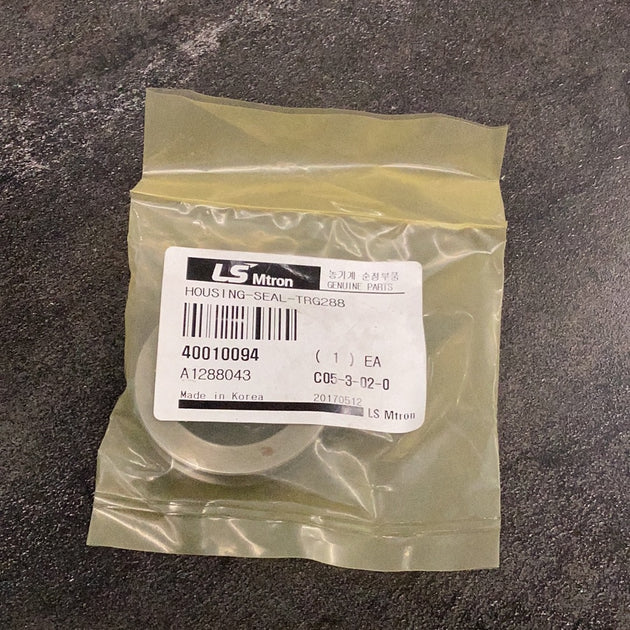 LS Mtron
농기계 순정부품
GENUINE PARTS
HOUSING-SEAL-TRG288
40010094
( 1 ) EA
A1288043
C05-3-02-0
Made in Korea
20170512
LS Mtron